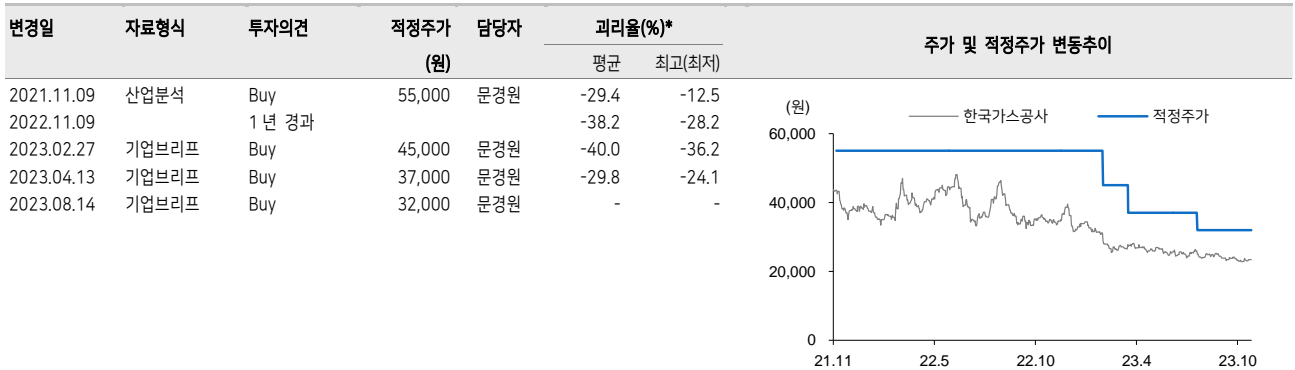 변경일 자료형식 투자의견 적정주가 담당자 괴리율(%)*
(원) 평균 최고(최저)
2021.11.09 산업분석 Buy 55,000 문경원 -29.4 -12.5
2022.11.09 1년 경과 -38.2 -28.2
2023.02.27 기업브리프 Buy 45,000 문경원 -40.0 -36.2
2023.04.13 기업브리프 Buy 37,000 문경원 -29.8 -24.1
2023.08.14 기업브리프 Buy 32,000 문경원 - -
주가 및 적정주가 변동추이
(원)
한국가스공사 적정주가
60,000
40,000
20,000
0
21.11 22.5 22.10 23.4 23.10